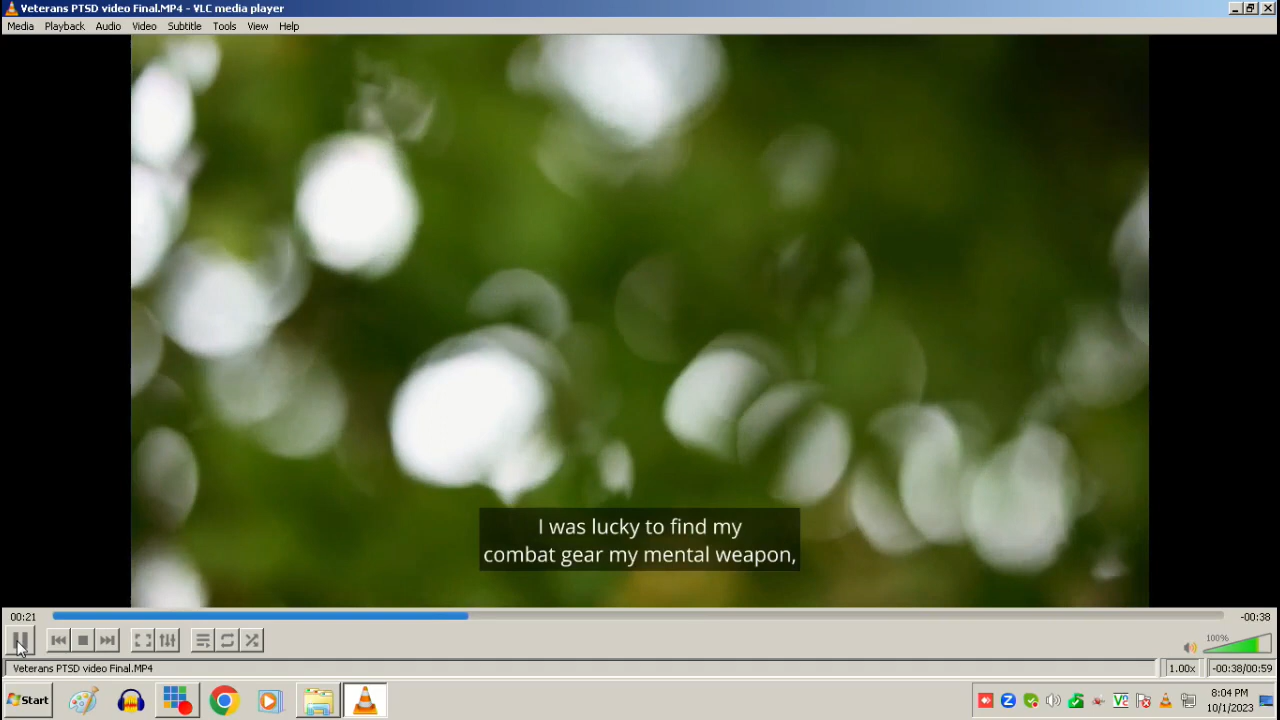 Veterans PTSD video Final.MP4 - VLC media player
Media Playback Audio Video Subtitle Tools View Help
I was lucky to find my
combat gear my mental weapon,
00:21
-00:38
100%
Veterans PTSD video Final.MP4
1.00x
-00:38/00:59
Start
V2
8:04 PM
10/1/2023